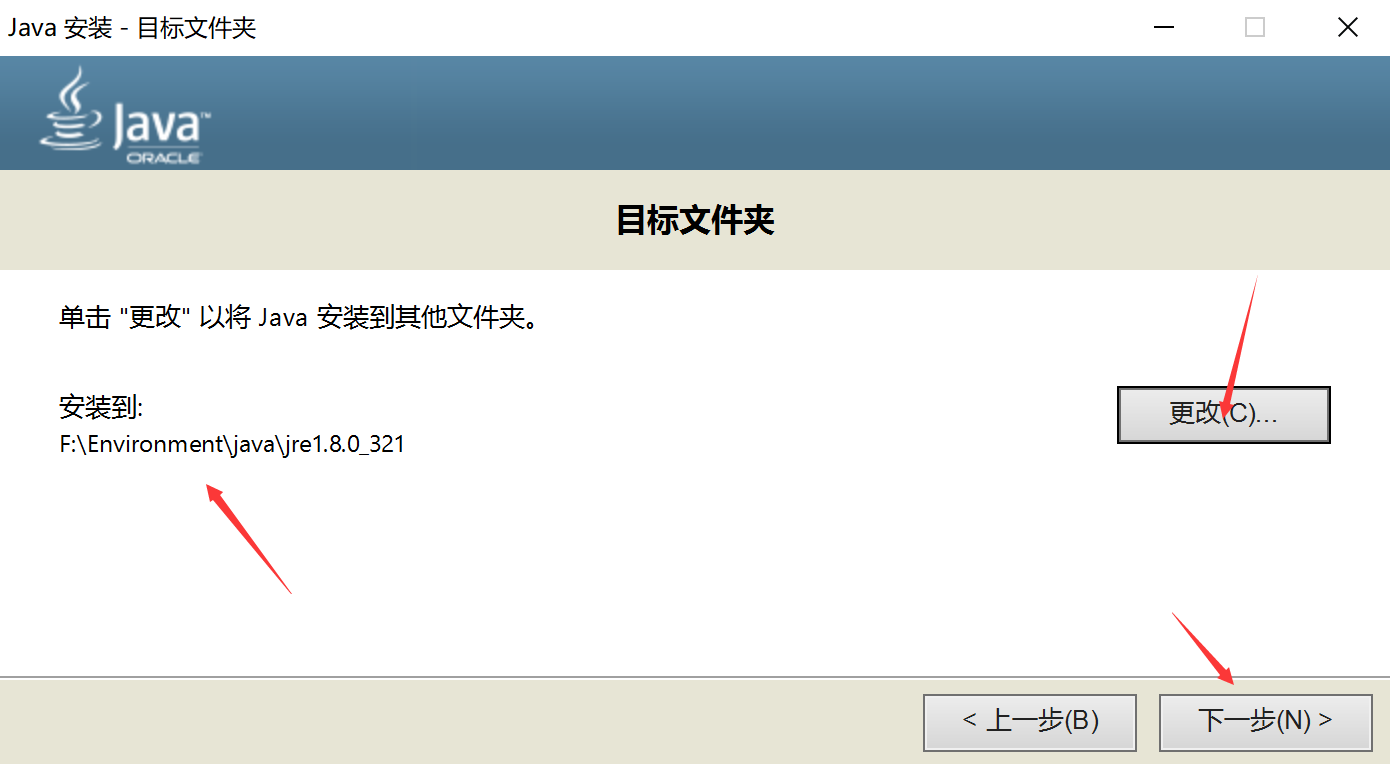 Java 安装 - 目标文件夹
Java™
ORACLE
目标文件夹
单击 "更改" 以将 Java 安装到其他文件夹。
安装到:
更改(C)...
F:\Environment\java\jre1.8.0_321
< 上一步(B)
下一步(N) >